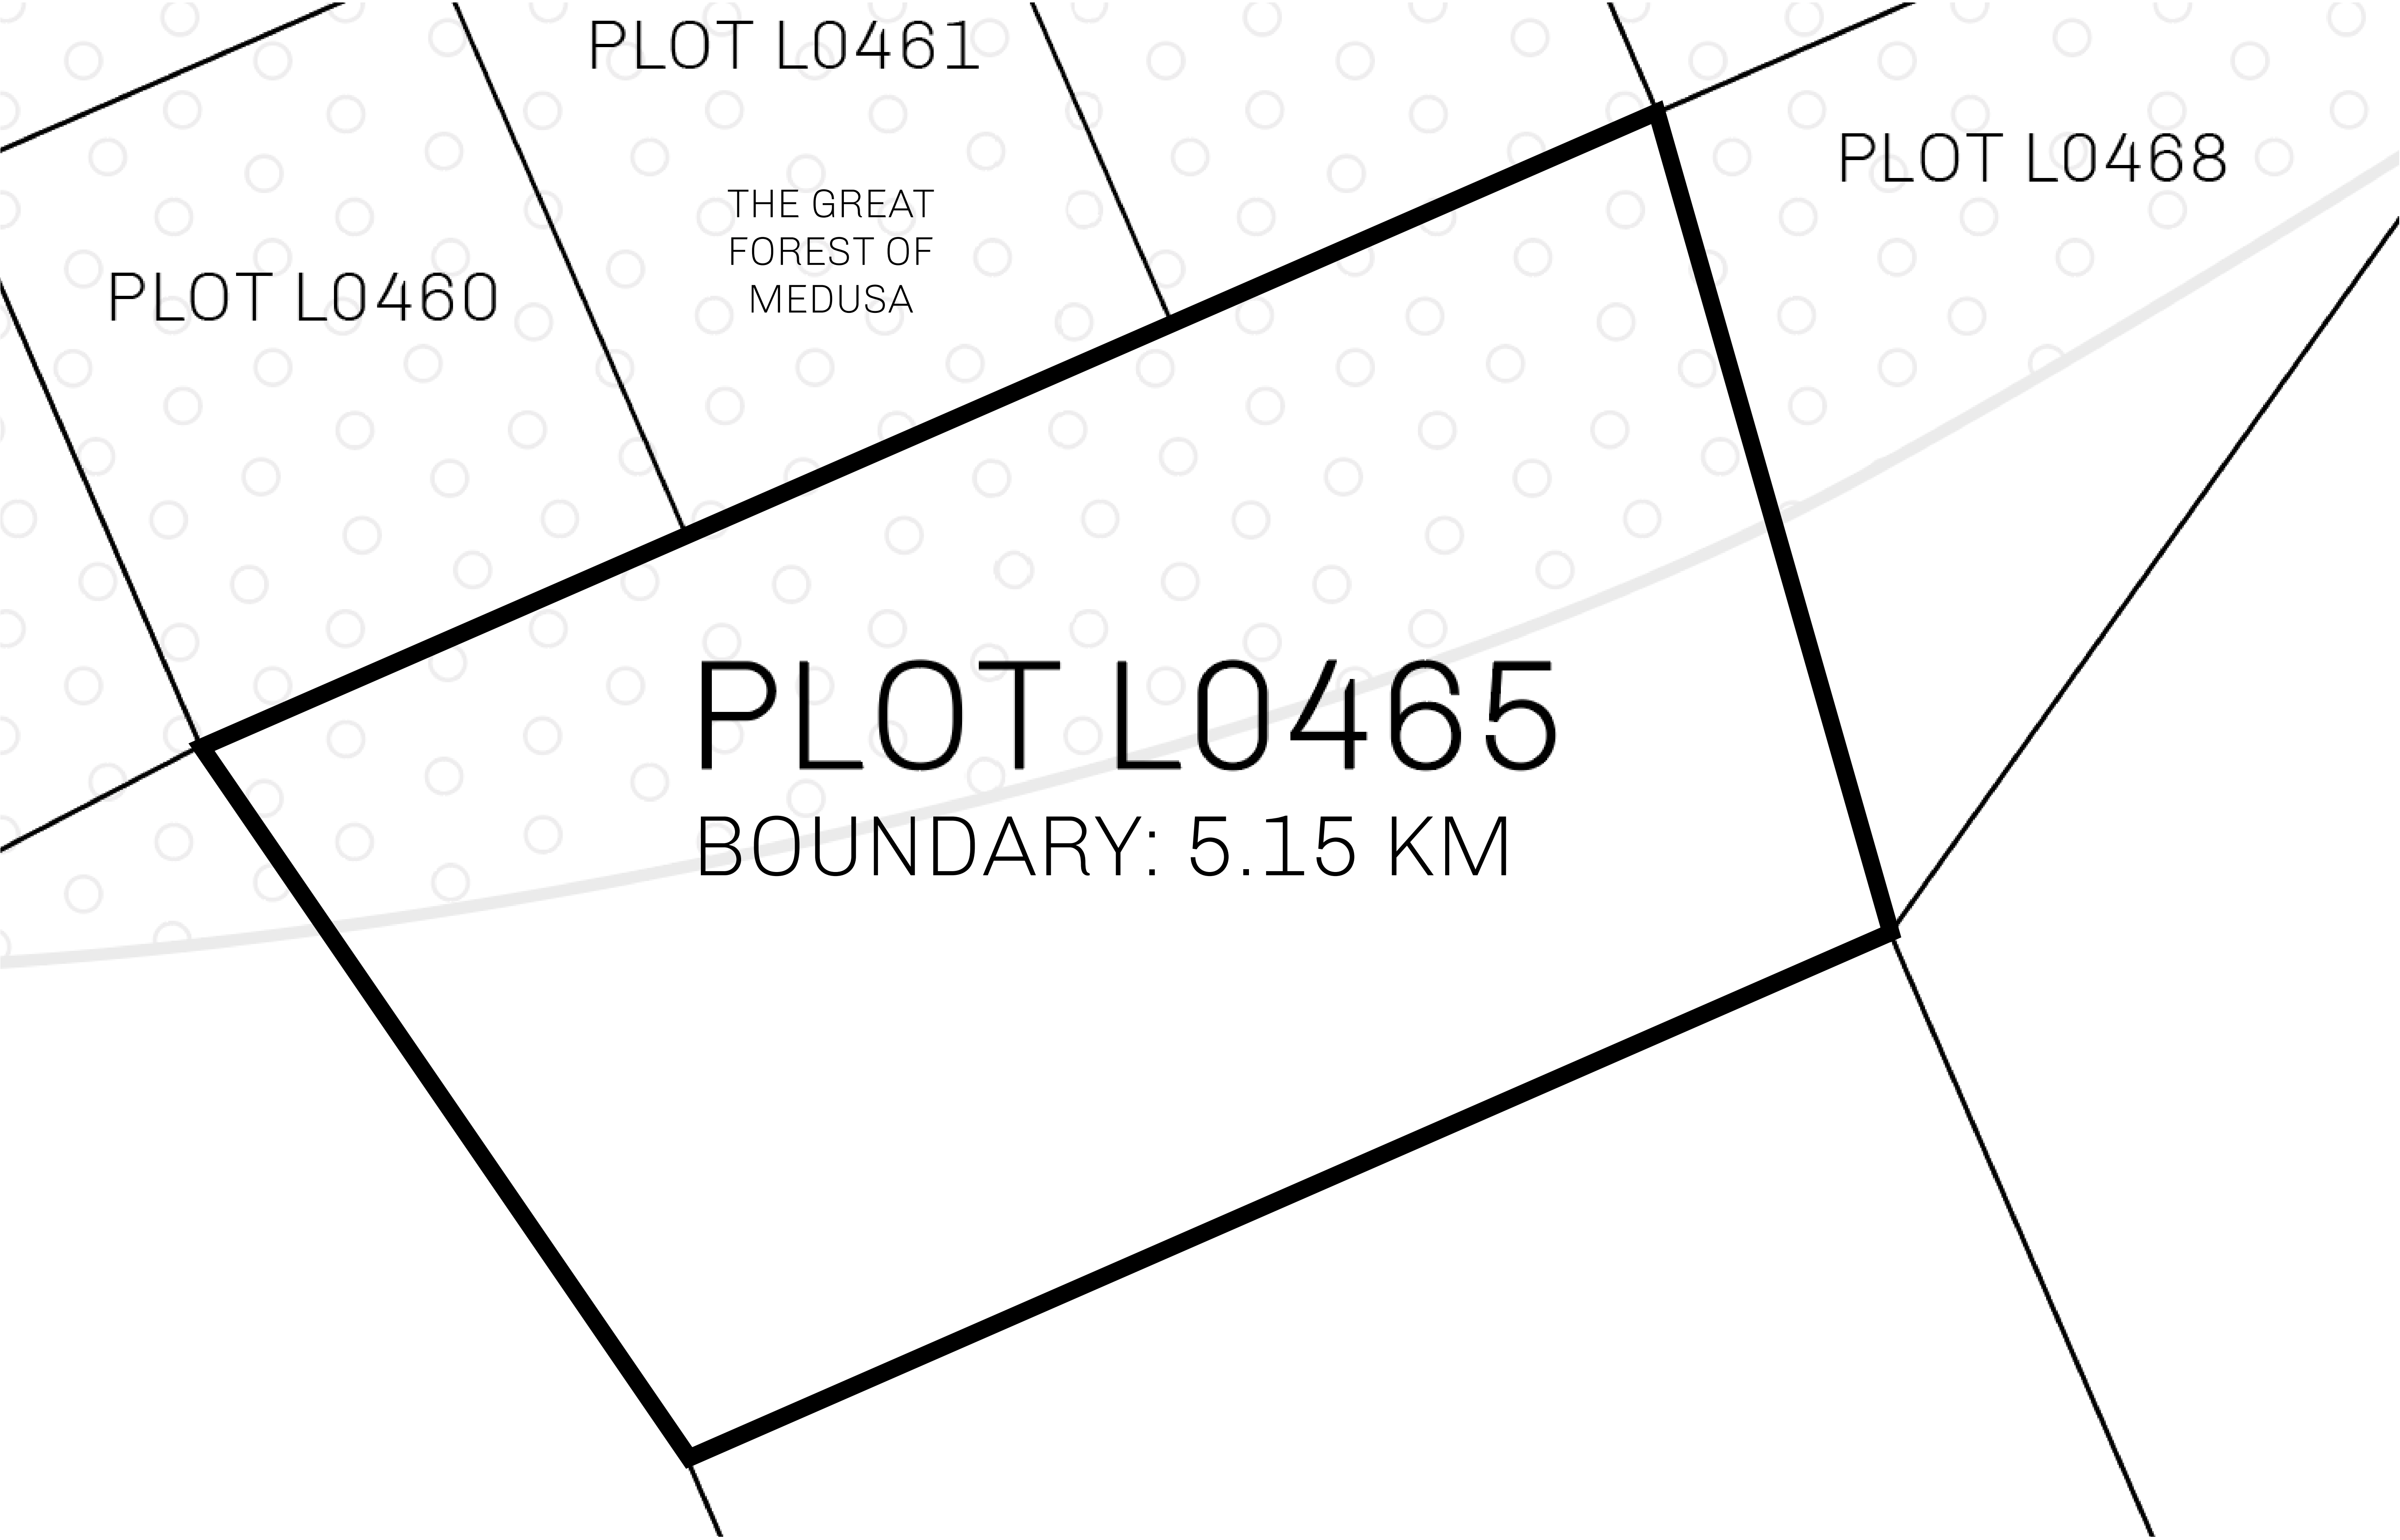 PLOT L0461
PLOT L0468
THE GREAT
FOREST OF
MEDUSA
PLOT L0460
PLOT L0465
BOUNDARY: 5.15 KM